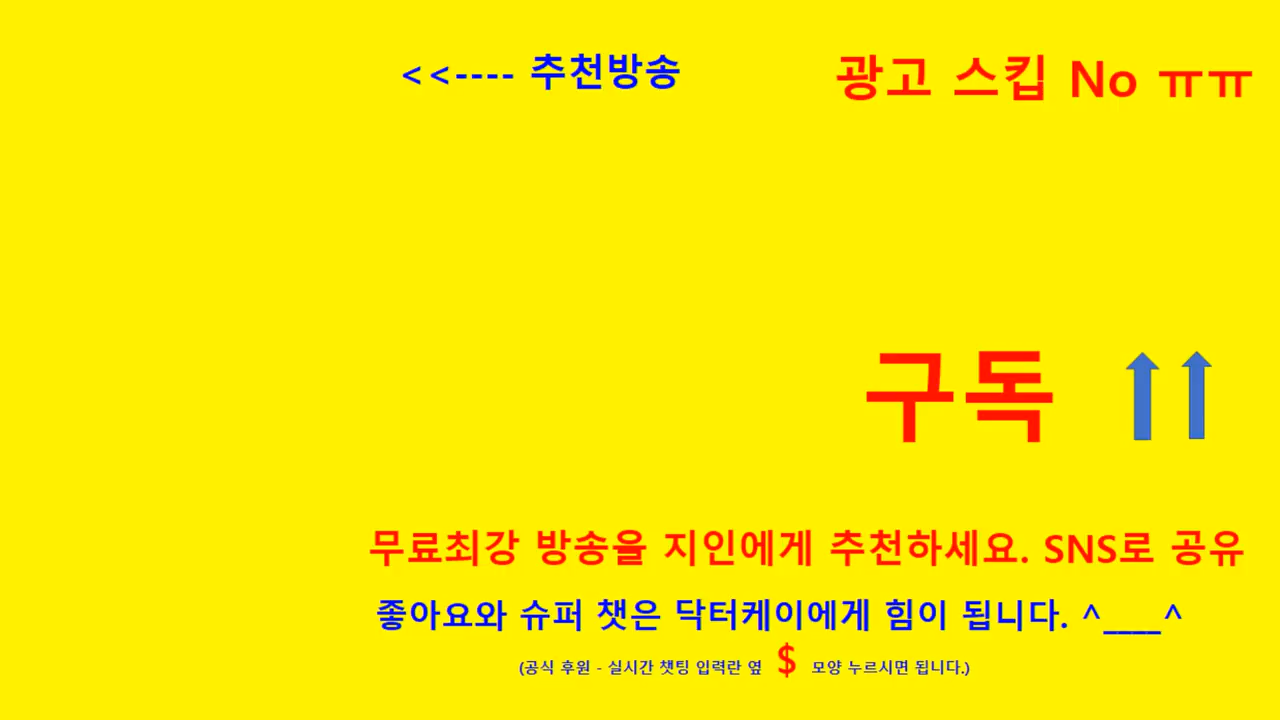 <<---- 추천방송
광고 스킵 No ㅠㅠ
구독
무료최강 방송을 지인에게 추천하세요. SNS로 공유
좋아요와 슈퍼 챗은 닥터케이에게 힘이 됩니다. ^____^
(공식 후원 - 실시간 챗팅 입력란 옆 $ 모양 누르시면 됩니다.)